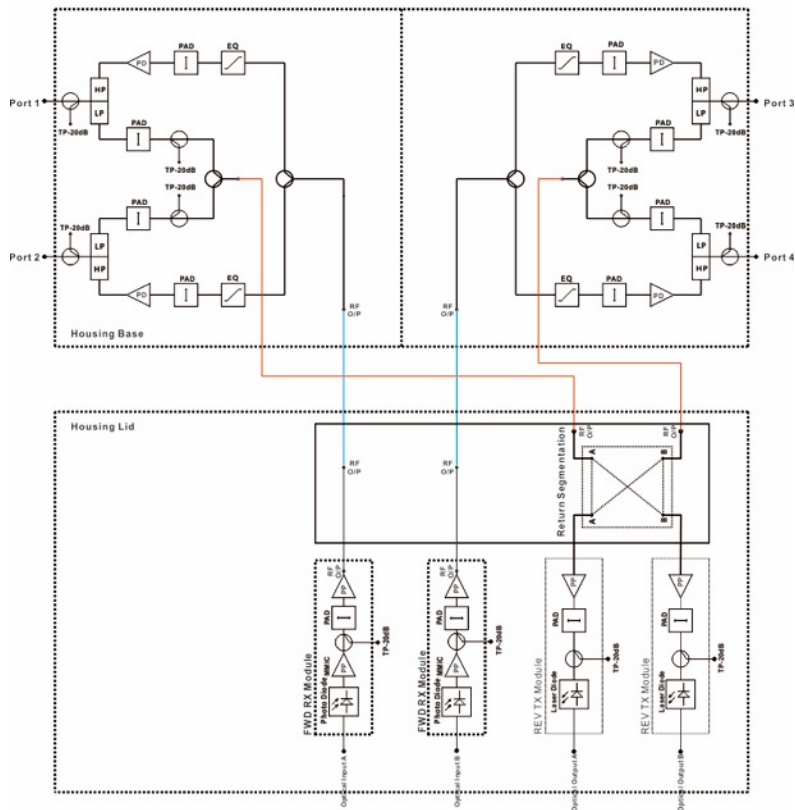 PAD
EQ
EQ
PAD
PD
PD
Port 1
HP
LP
HP
LP
Port 3
TP-20dB
PAD
PAD
TP-20dB
TP-20dB
TP-20dB
TP-20dB
TP-20dB
TP-20dB
PAD
PAD
TP-20dB
Port 2
LP
HP
LP
HP
Port 4
PD
PAD
EQ
EQ
PAD
PD
RF
O/P
RF
O/P
Housing Base
Housing Lid
RF
O/P
RF
O/P
Return Segmentation
RF
O/P
RF
O/P
A
B
A
B
FWD RX Module
RF
O/P
PP
PAD
TP-20dB
MMIC
PP
Photo Diode
Optical Input A
FWD RX Module
RF
O/P
PP
PAD
TP-20dB
MMIC
PP
Photo Diode
Optical Input B
REV TX Module
PP
PAD
TP-20dB
Laser Diode
Optical Output A
REV TX Module
PP
PAD
TP-20dB
Laser Diode
Optical Output B